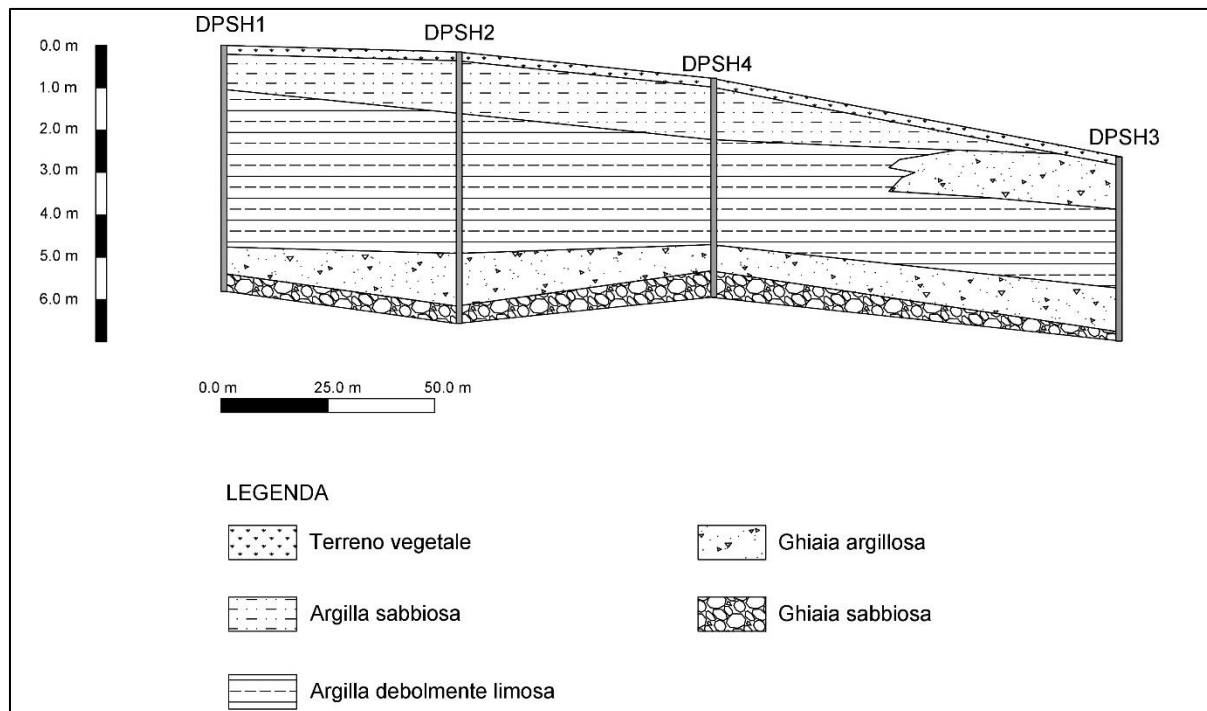 DPSH1
DPSH2
DPSH4
DPSH3
0.0 m
1.0 m
2.0 m
3.0 m
4.0 m
5.0 m
6.0 m
0.0 m 25.0 m 50.0 m
LEGENDA
Terreno vegetale
Ghiaia argillosa
Argilla sabbiosa
Ghiaia sabbiosa
Argilla debolmente limosa